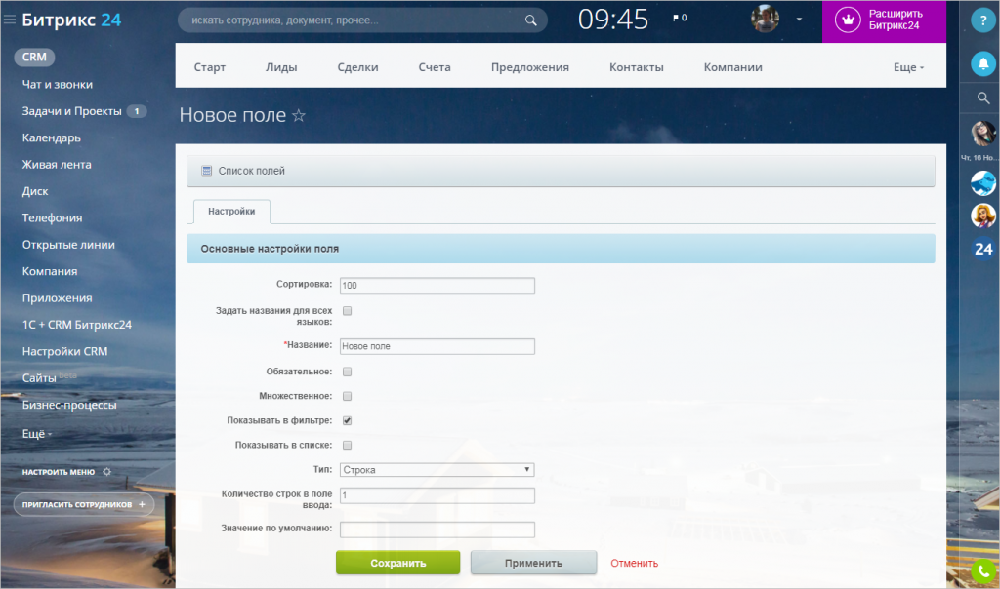 Битрикс 24
искать сотрудника, документ, прочее...
09:45
0
Расширить
Битрикс24
?
CRM
Чат и звонки
Задачи и Проекты 1
Календарь
Живая лента
Диск
Телефония
Открытые линии
Компания
Приложения
1С + CRM Битрикс24
Настройки CRM
Сайты beta
Бизнес-процессы
Ещё
НАСТРОИТЬ МЕНЮ
ПРИГЛАСИТЬ СОТРУДНИКОВ +
Старт Лиды Сделки Счета Предложения Контакты Компании Еще
Новое поле
Список полей
Настройки
Основные настройки поля
Сортировка: 100
Задать названия для всех
языков:
*Название: Новое поле
Обязательное:
Множественное:
Показывать в фильтре:
Показывать в списке:
Тип: Строка
Количество строк в поле
ввода: 1
Значение по умолчанию:
Сохранить Применить Отменить
Чт, 16 Но...
24